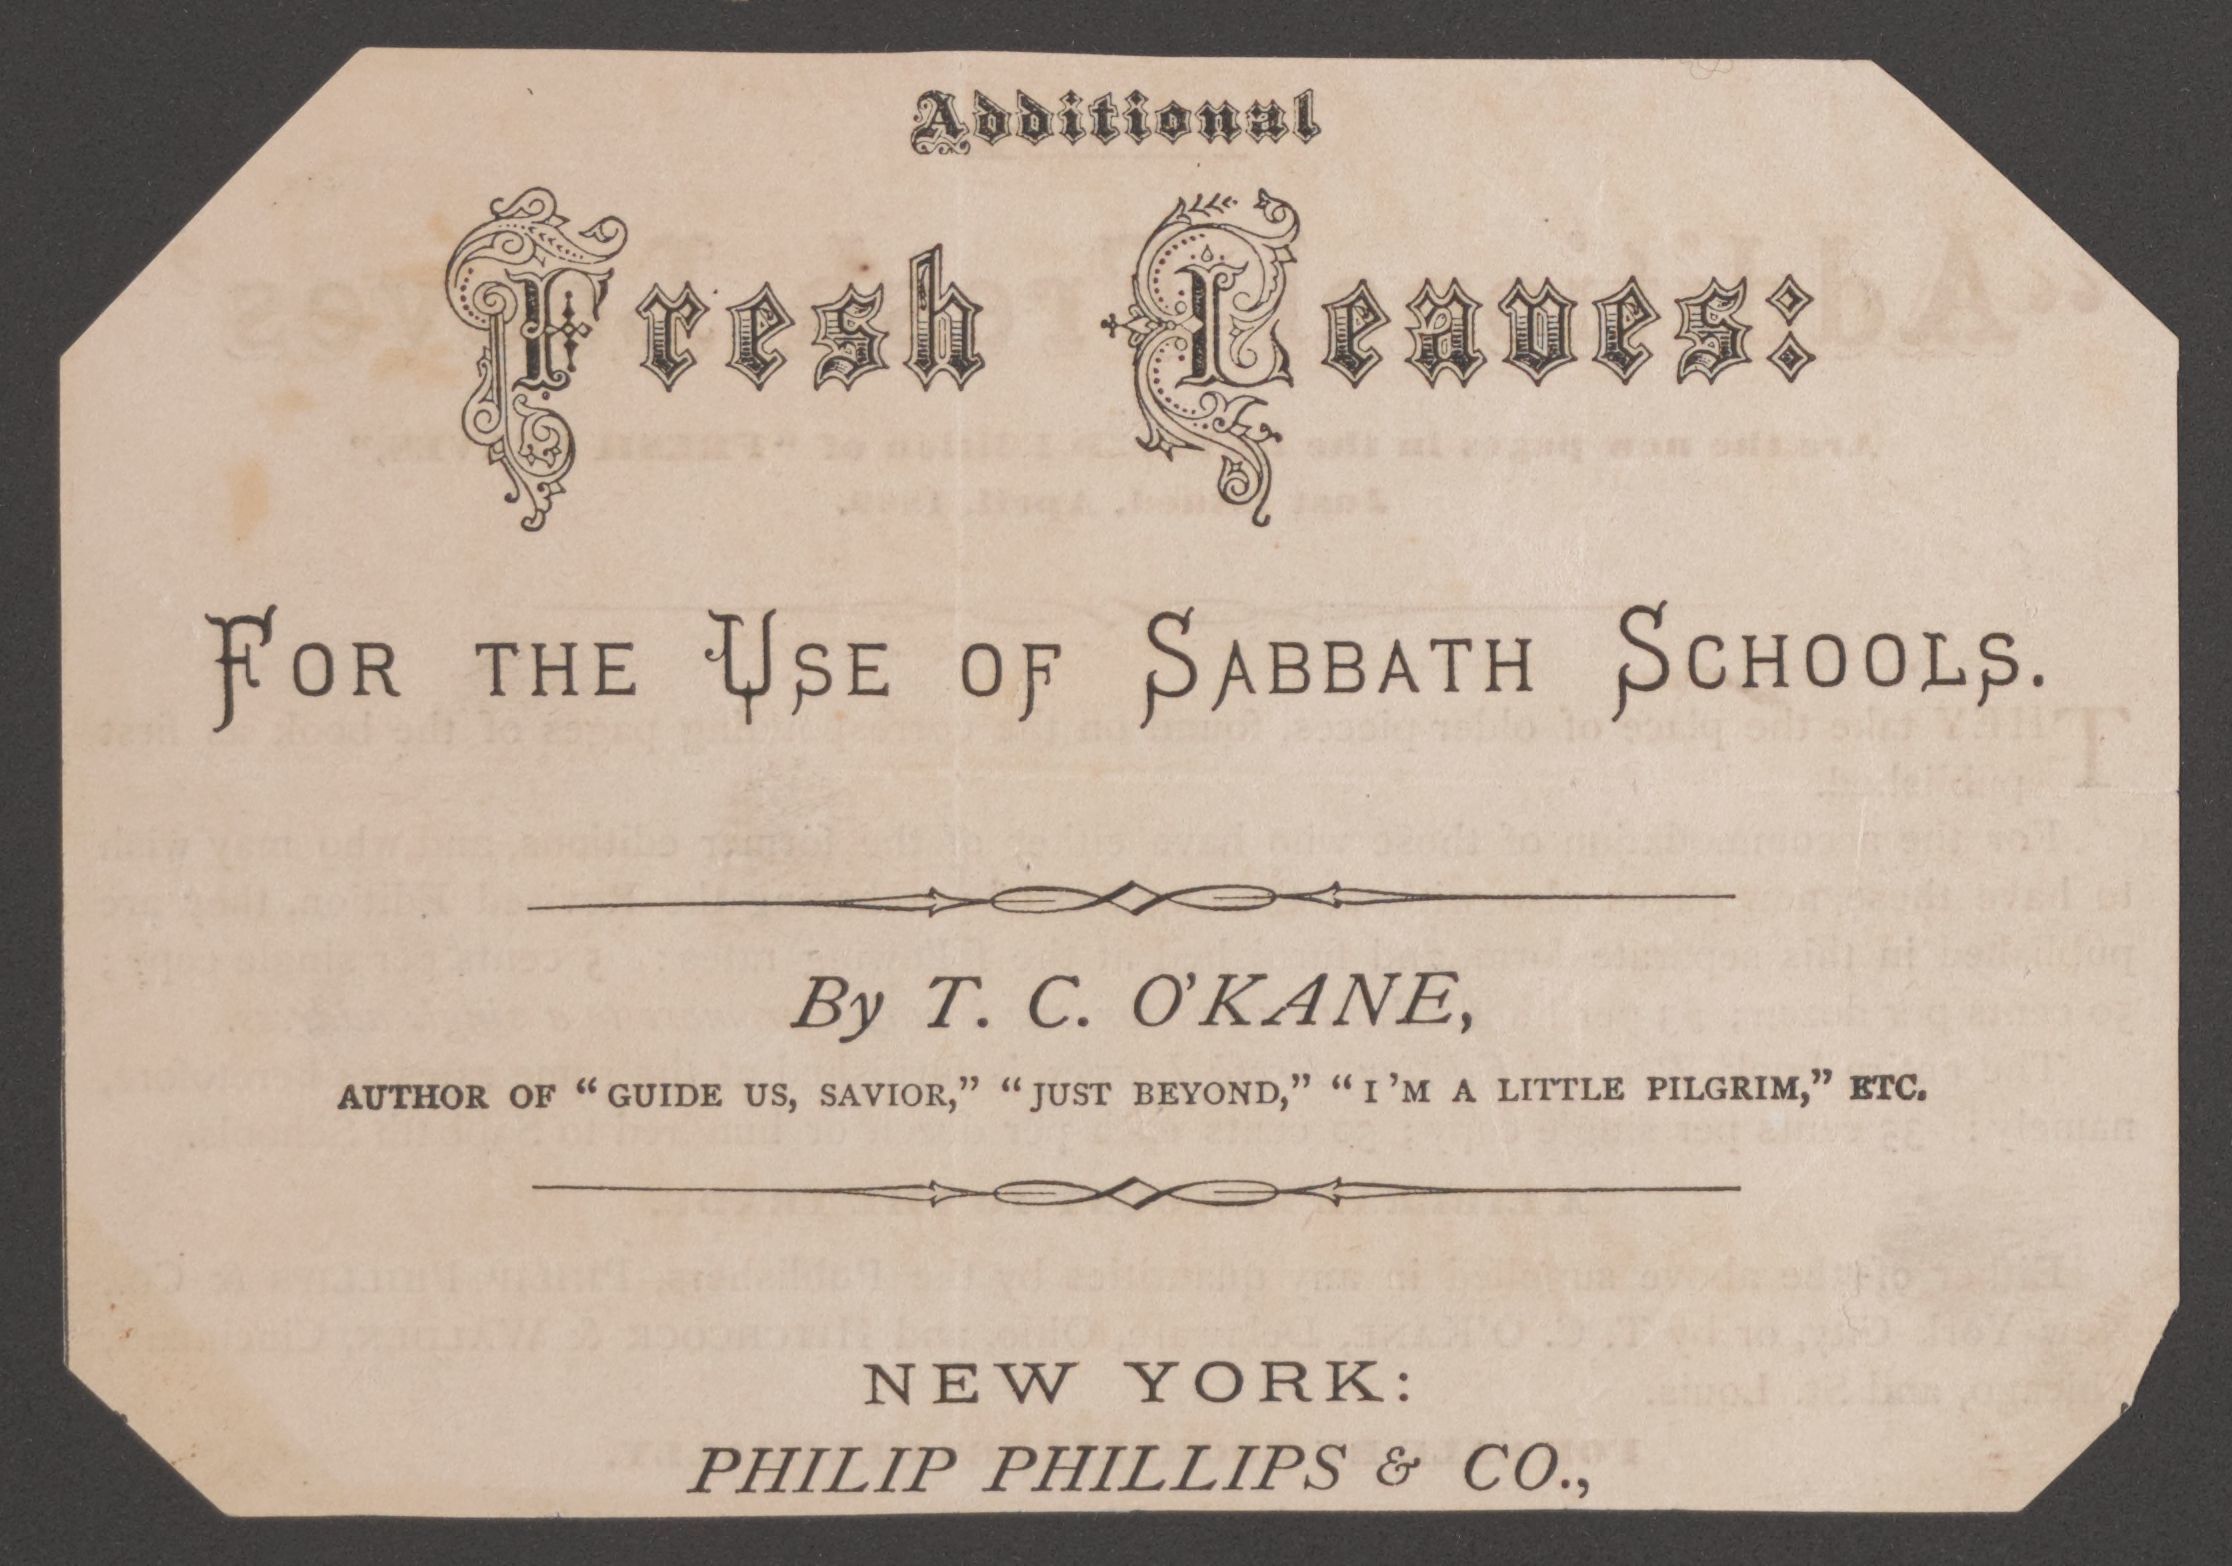 Additional
Fresh Leaves:
FOR THE USE OF SABBATH SCHOOLS.
By T. C. O'KANE,
AUTHOR OF “GUIDE US, SAVIOR,” “JUST BEYOND,” “I'M A LITTLE PILGRIM,” ETC.
NEW YORK:
PHILIP PHILLIPS & CO.,